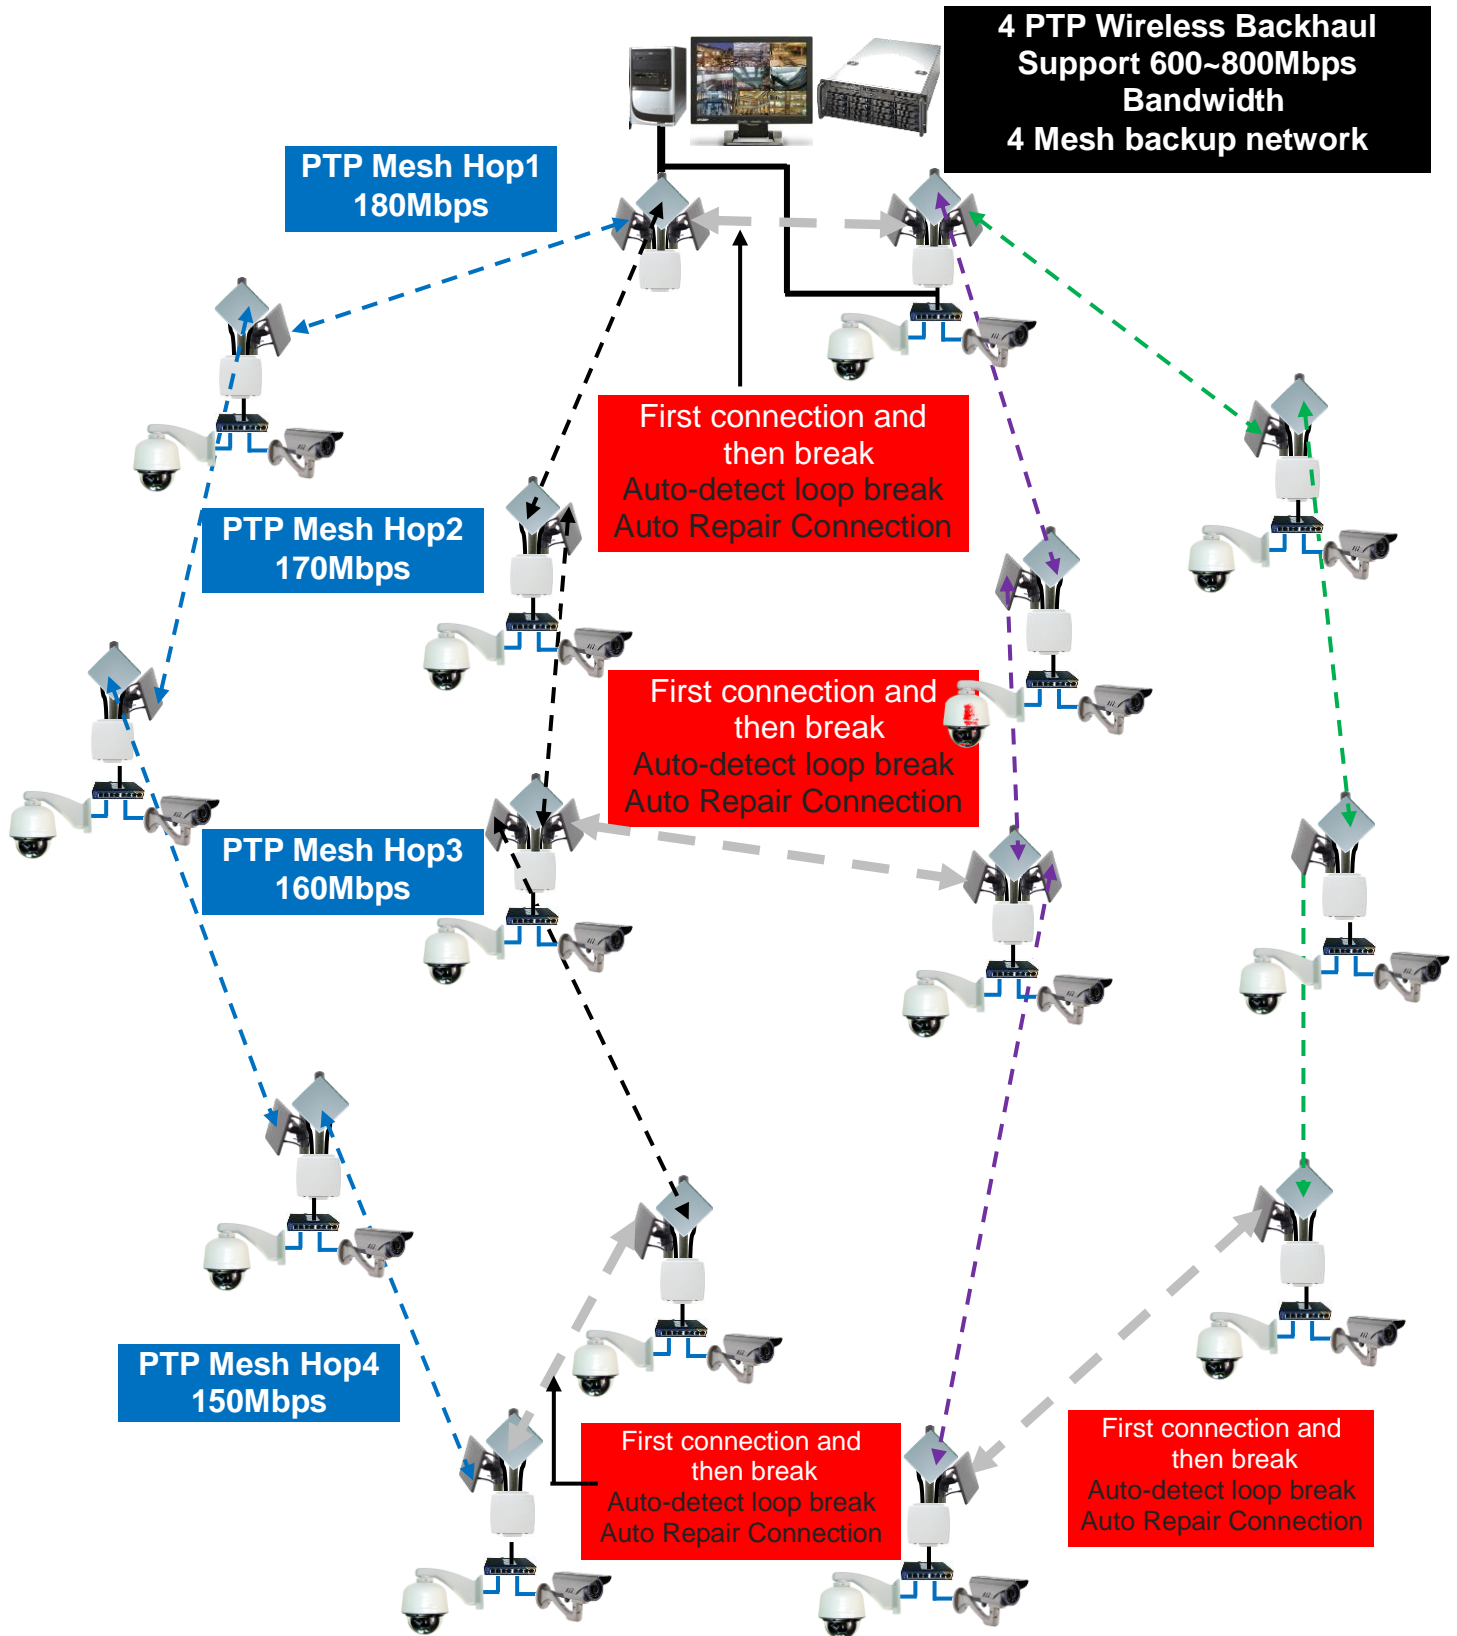 4 PTP Wireless Backhaul
Support 600~800Mbps
Bandwidth
4 Mesh backup network
PTP Mesh Hop1
180Mbps
First connection and
then break
Auto-detect loop break
Auto Repair Connection
PTP Mesh Hop2
170Mbps
First connection and
then break
Auto-detect loop break
Auto Repair Connection
PTP Mesh Hop3
160Mbps
PTP Mesh Hop4
150Mbps
First connection and
then break
Auto-detect loop break
Auto Repair Connection
First connection and
then break
Auto-detect loop break
Auto Repair Connection